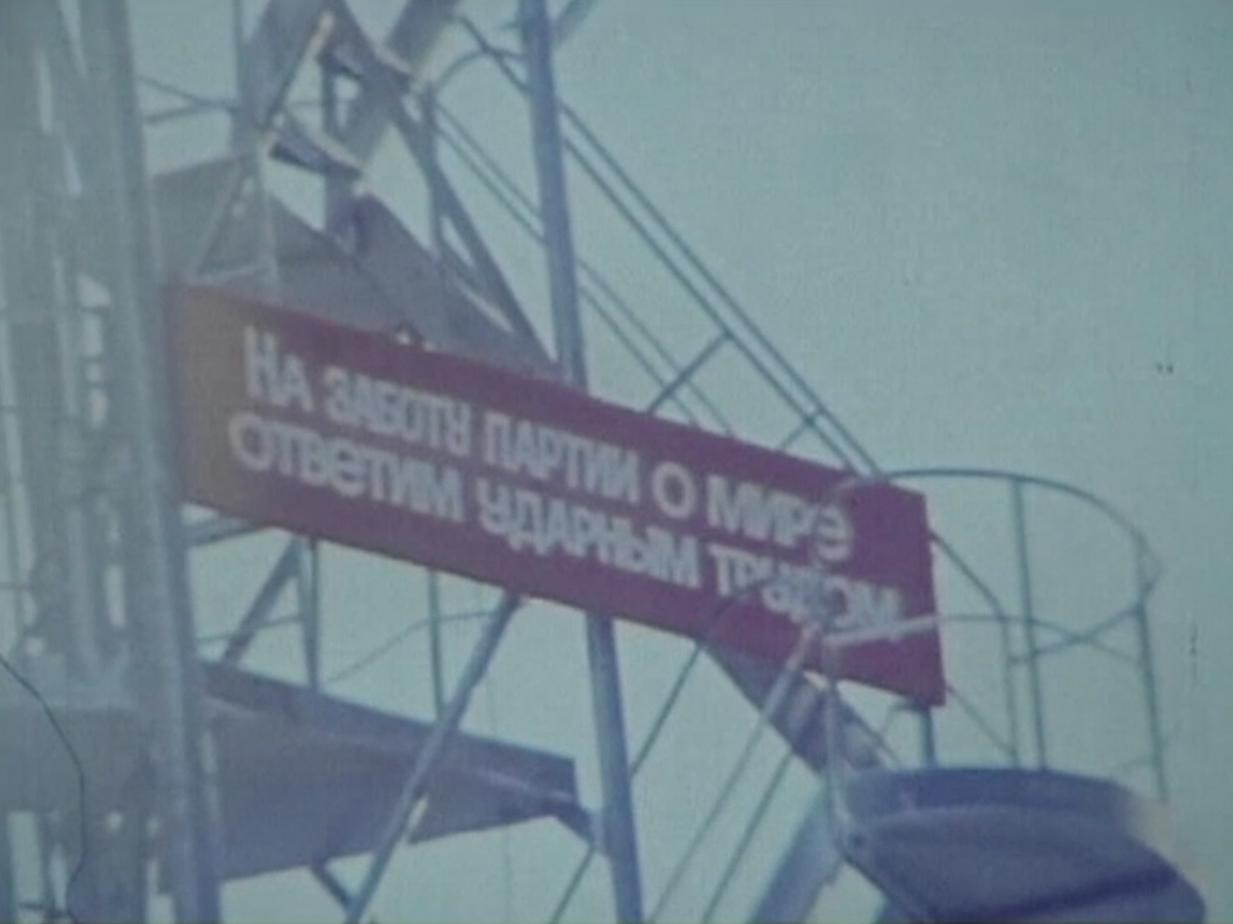 НА ЗАБОТУ ПАРТИИ О МИРЕ
ОТВЕТИМ УДАРНЫМ ТРУДОМ